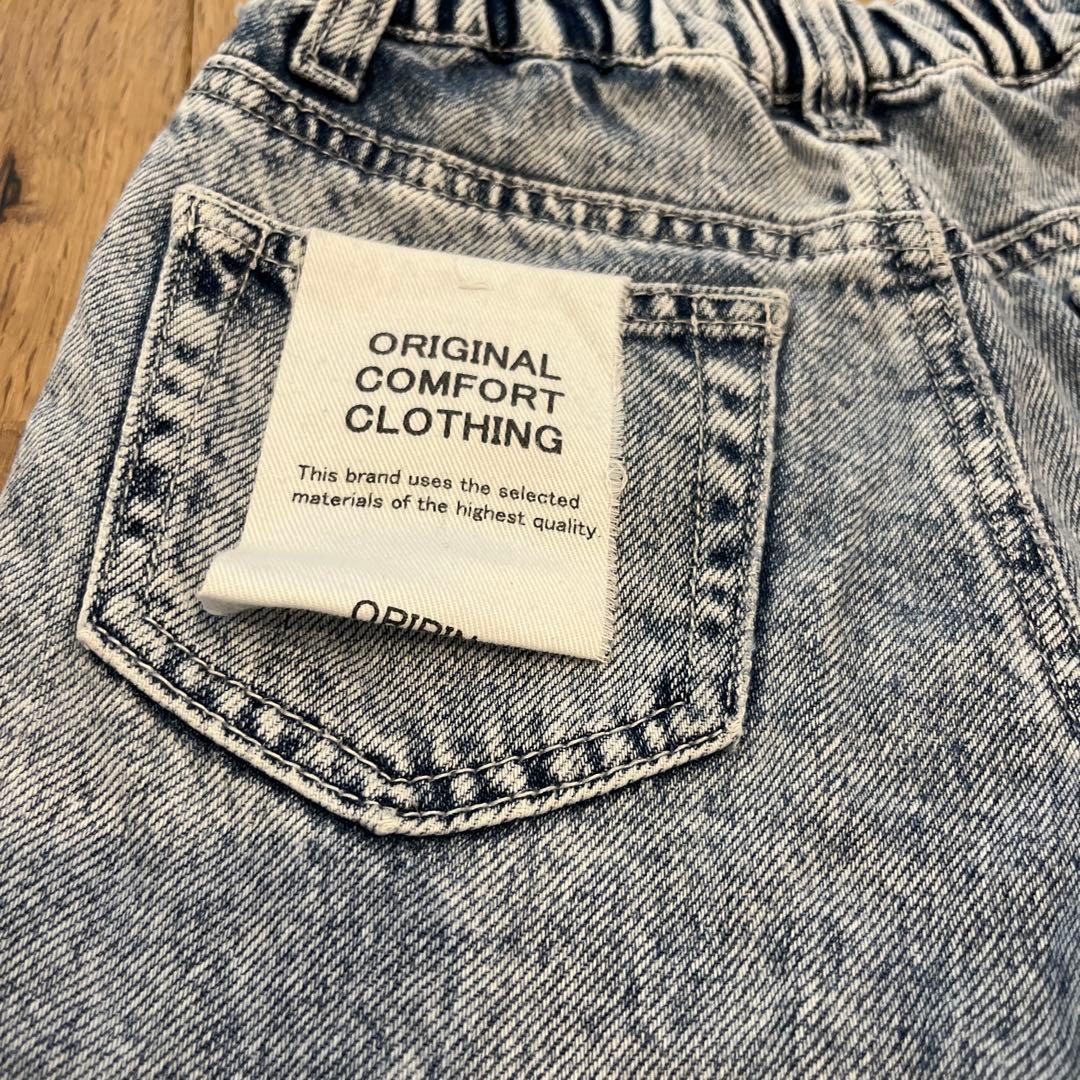 ORIGINAL
COMFORT
CLOTHING
This brand uses the selected
materials of the highest quality